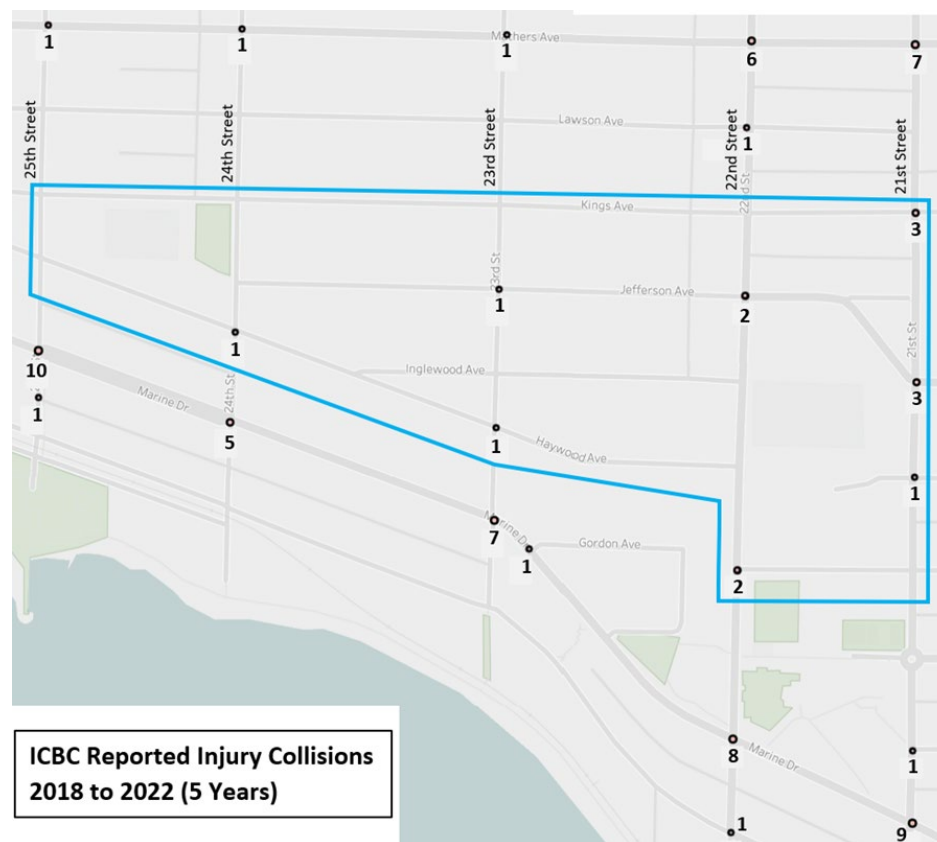 1
1
1
Mathers Ave
6
7
25th Street
24th Street
23rd Street
22nd Street
21st Street
Lawson Ave
1
22nd St
Kings Ave
3
23rd St
1
Jefferson Ave
2
21st St
1
10
Inglewood Ave
3
Marine Dr
24th St
1
5
1
Haywood Ave
1
7
Marine Dr
1
Gordon Ave
2
ICBC Reported Injury Collisions
2018 to 2022 (5 Years)
8
Marine Dr
1
1
9